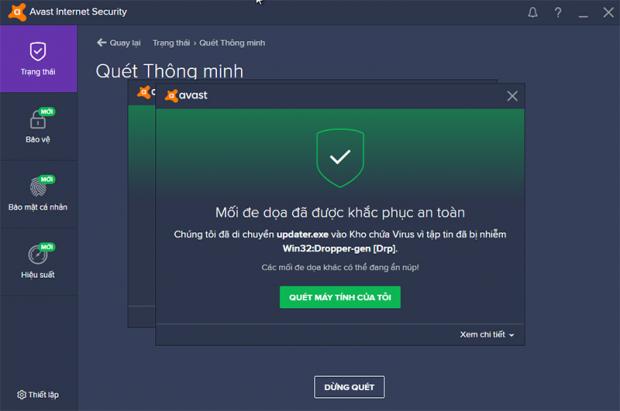 Avast Internet Security
Quay lại Trạng thái › Quét Thông minh
Quét Thông minh
Trạng thái
MỚI
Bảo vệ
MỚI
Bảo mật cá nhân
MỚI
Hiệu suất
Thiết lập
avast
Mối đe dọa đã được khắc phục an toàn
Chúng tôi đã di chuyển updater.exe vào Kho chứa Virus vì tập tin đã bị nhiễm
Win32:Dropper-gen [Drp].
Các mối đe dọa khác có thể đang ẩn núp!
QUÉT MÁY TÍNH CỦA TÔI
Xem chi tiết
DỪNG QUÉT